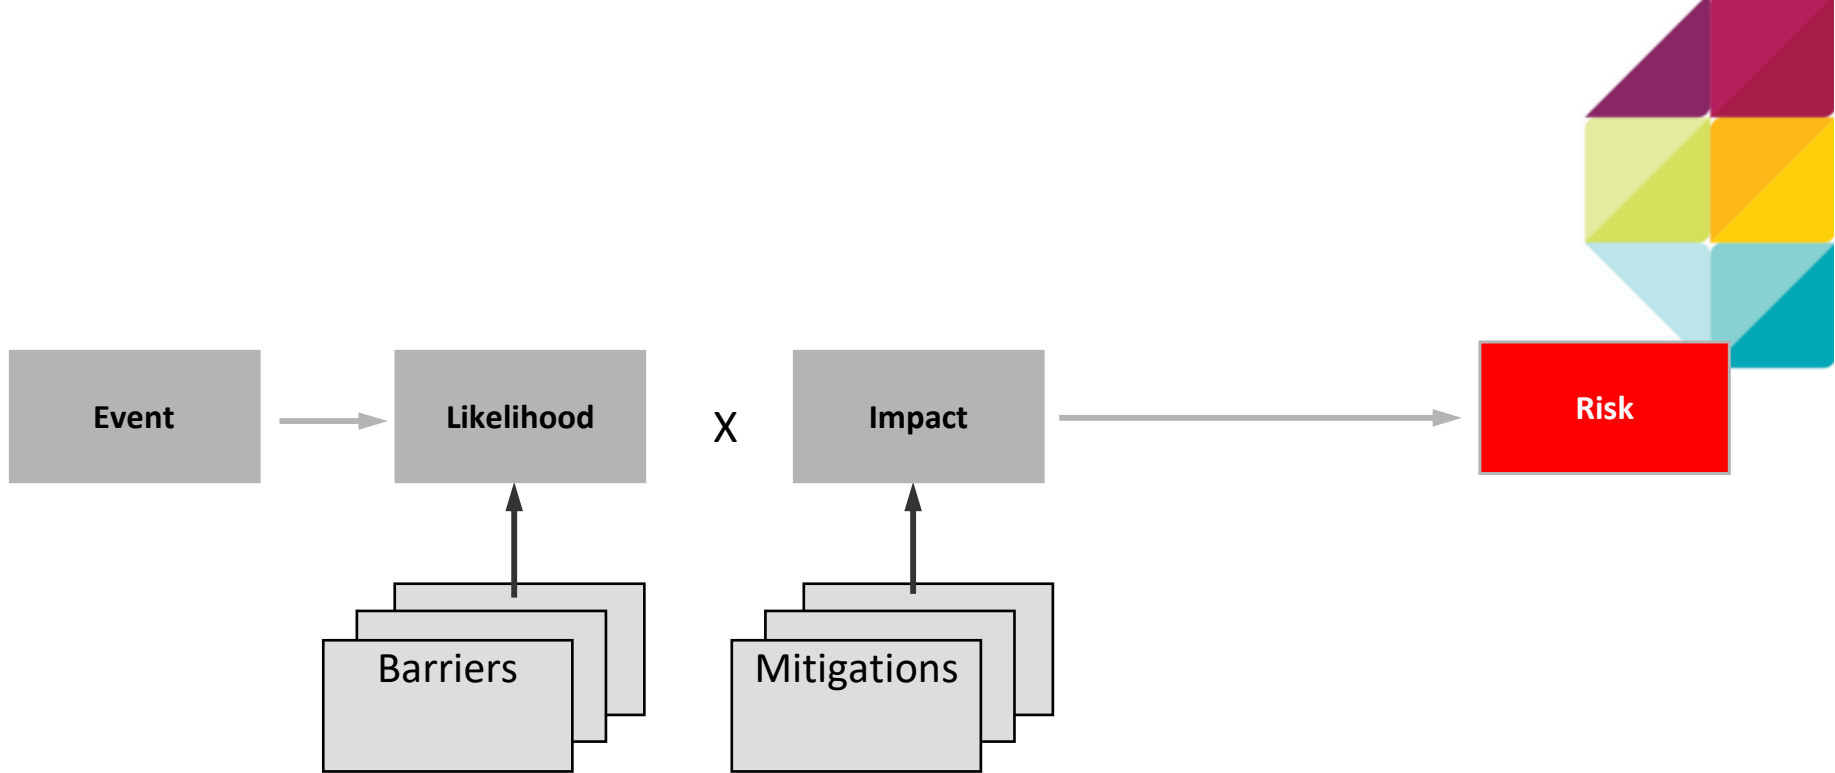 Event
Likelihood
X
Impact
Risk
Barriers
Mitigations